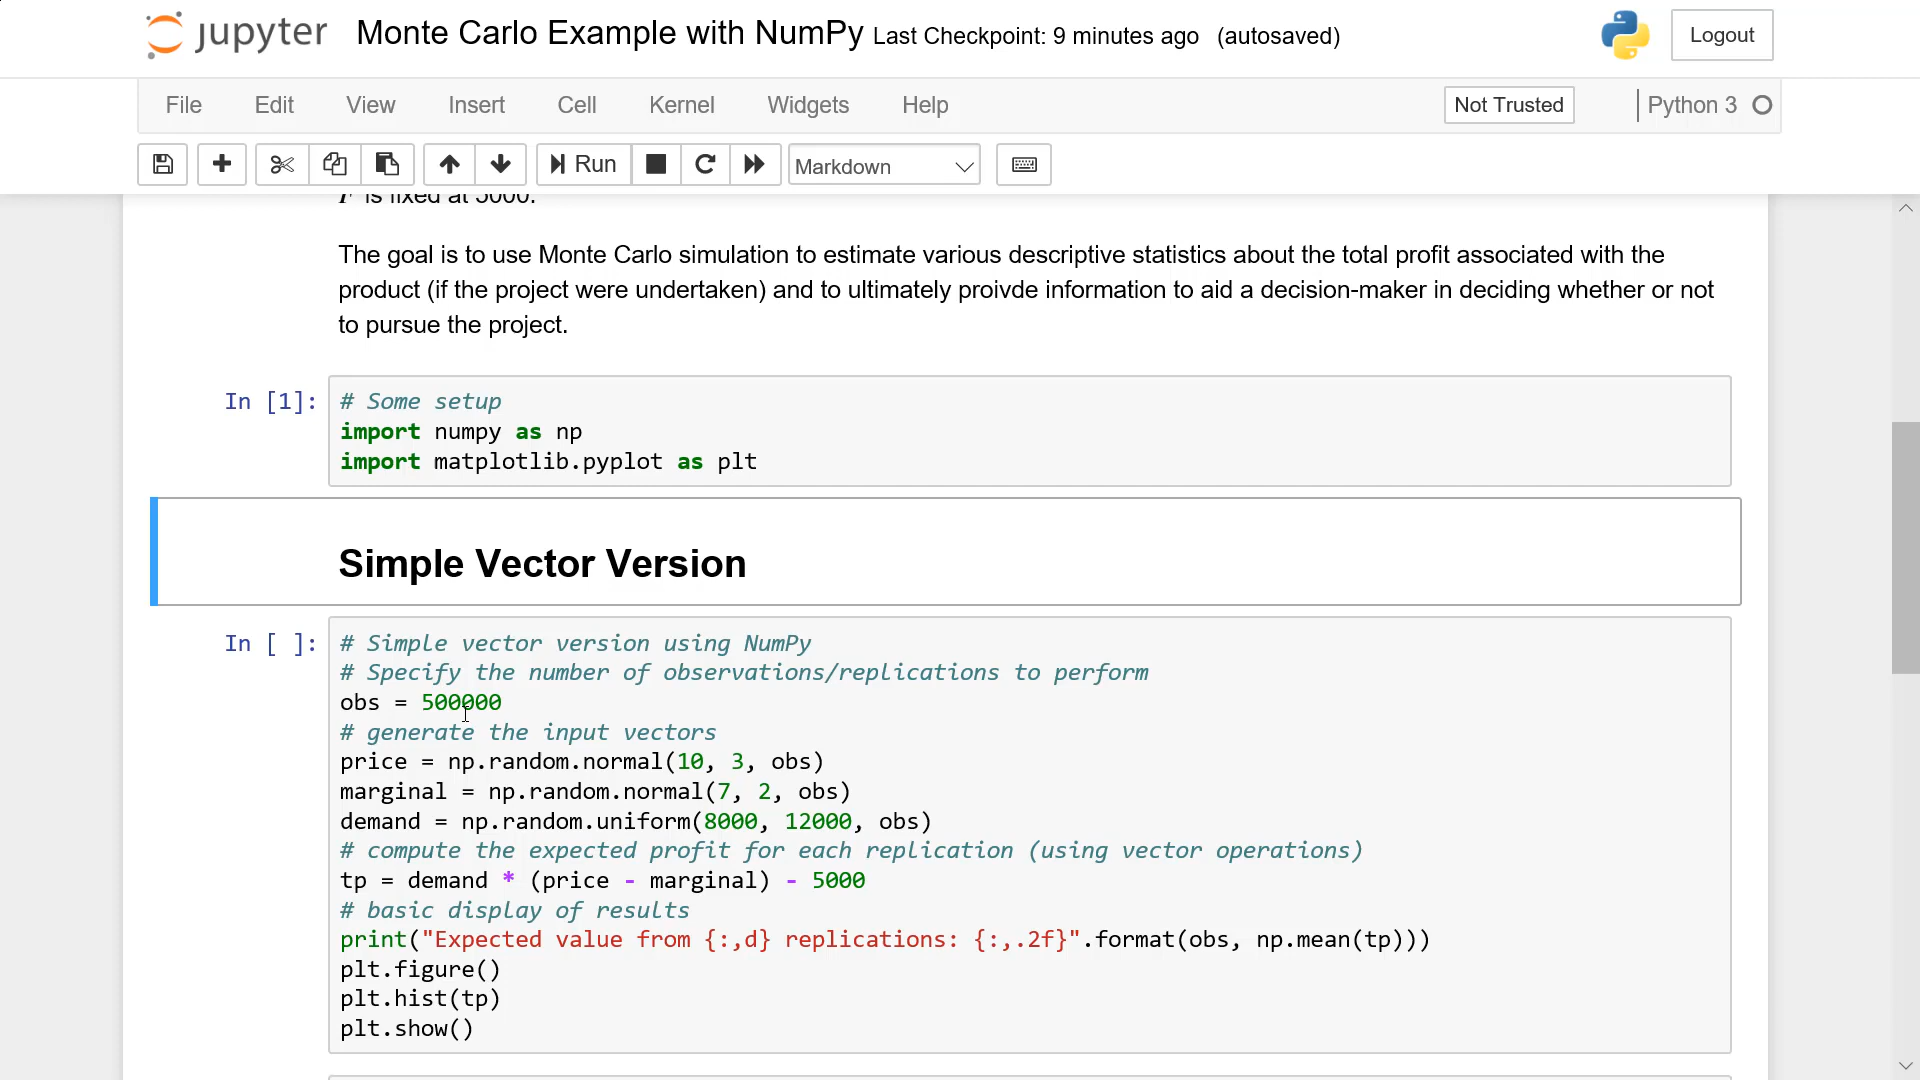 jupyter Monte Carlo Example with NumPy Last Checkpoint: 9 minutes ago (autosaved) Logout
File Edit View Insert Cell Kernel Widgets Help Not Trusted Python 3
Run Markdown
F is fixed at 5000.
The goal is to use Monte Carlo simulation to estimate various descriptive statistics about the total profit associated with the
product (if the project were undertaken) and to ultimately proivde information to aid a decision-maker in deciding whether or not
to pursue the project.
In [1]: # Some setup
import numpy as np
import matplotlib.pyplot as plt
Simple Vector Version
In [ ]: # Simple vector version using NumPy
# Specify the number of observations/replications to perform
obs = 500000
# generate the input vectors
price = np.random.normal(10, 3, obs)
marginal = np.random.normal(7, 2, obs)
demand = np.random.uniform(8000, 12000, obs)
# compute the expected profit for each replication (using vector operations)
tp = demand * (price - marginal) - 5000
# basic display of results
print("Expected value from {:,d} replications: {:,.2f}".format(obs, np.mean(tp)))
plt.figure()
plt.hist(tp)
plt.show()